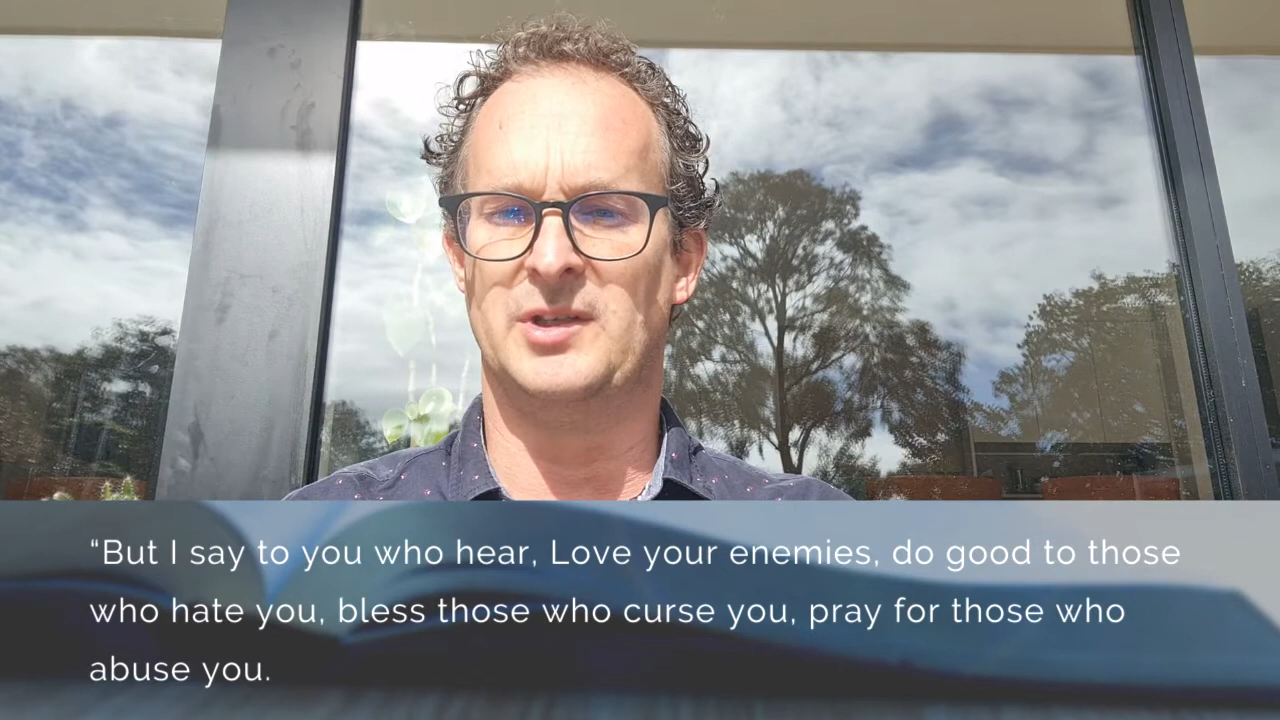 “But I say to you who hear, Love your enemies, do good to those
who hate you, bless those who curse you, pray for those who
abuse you.